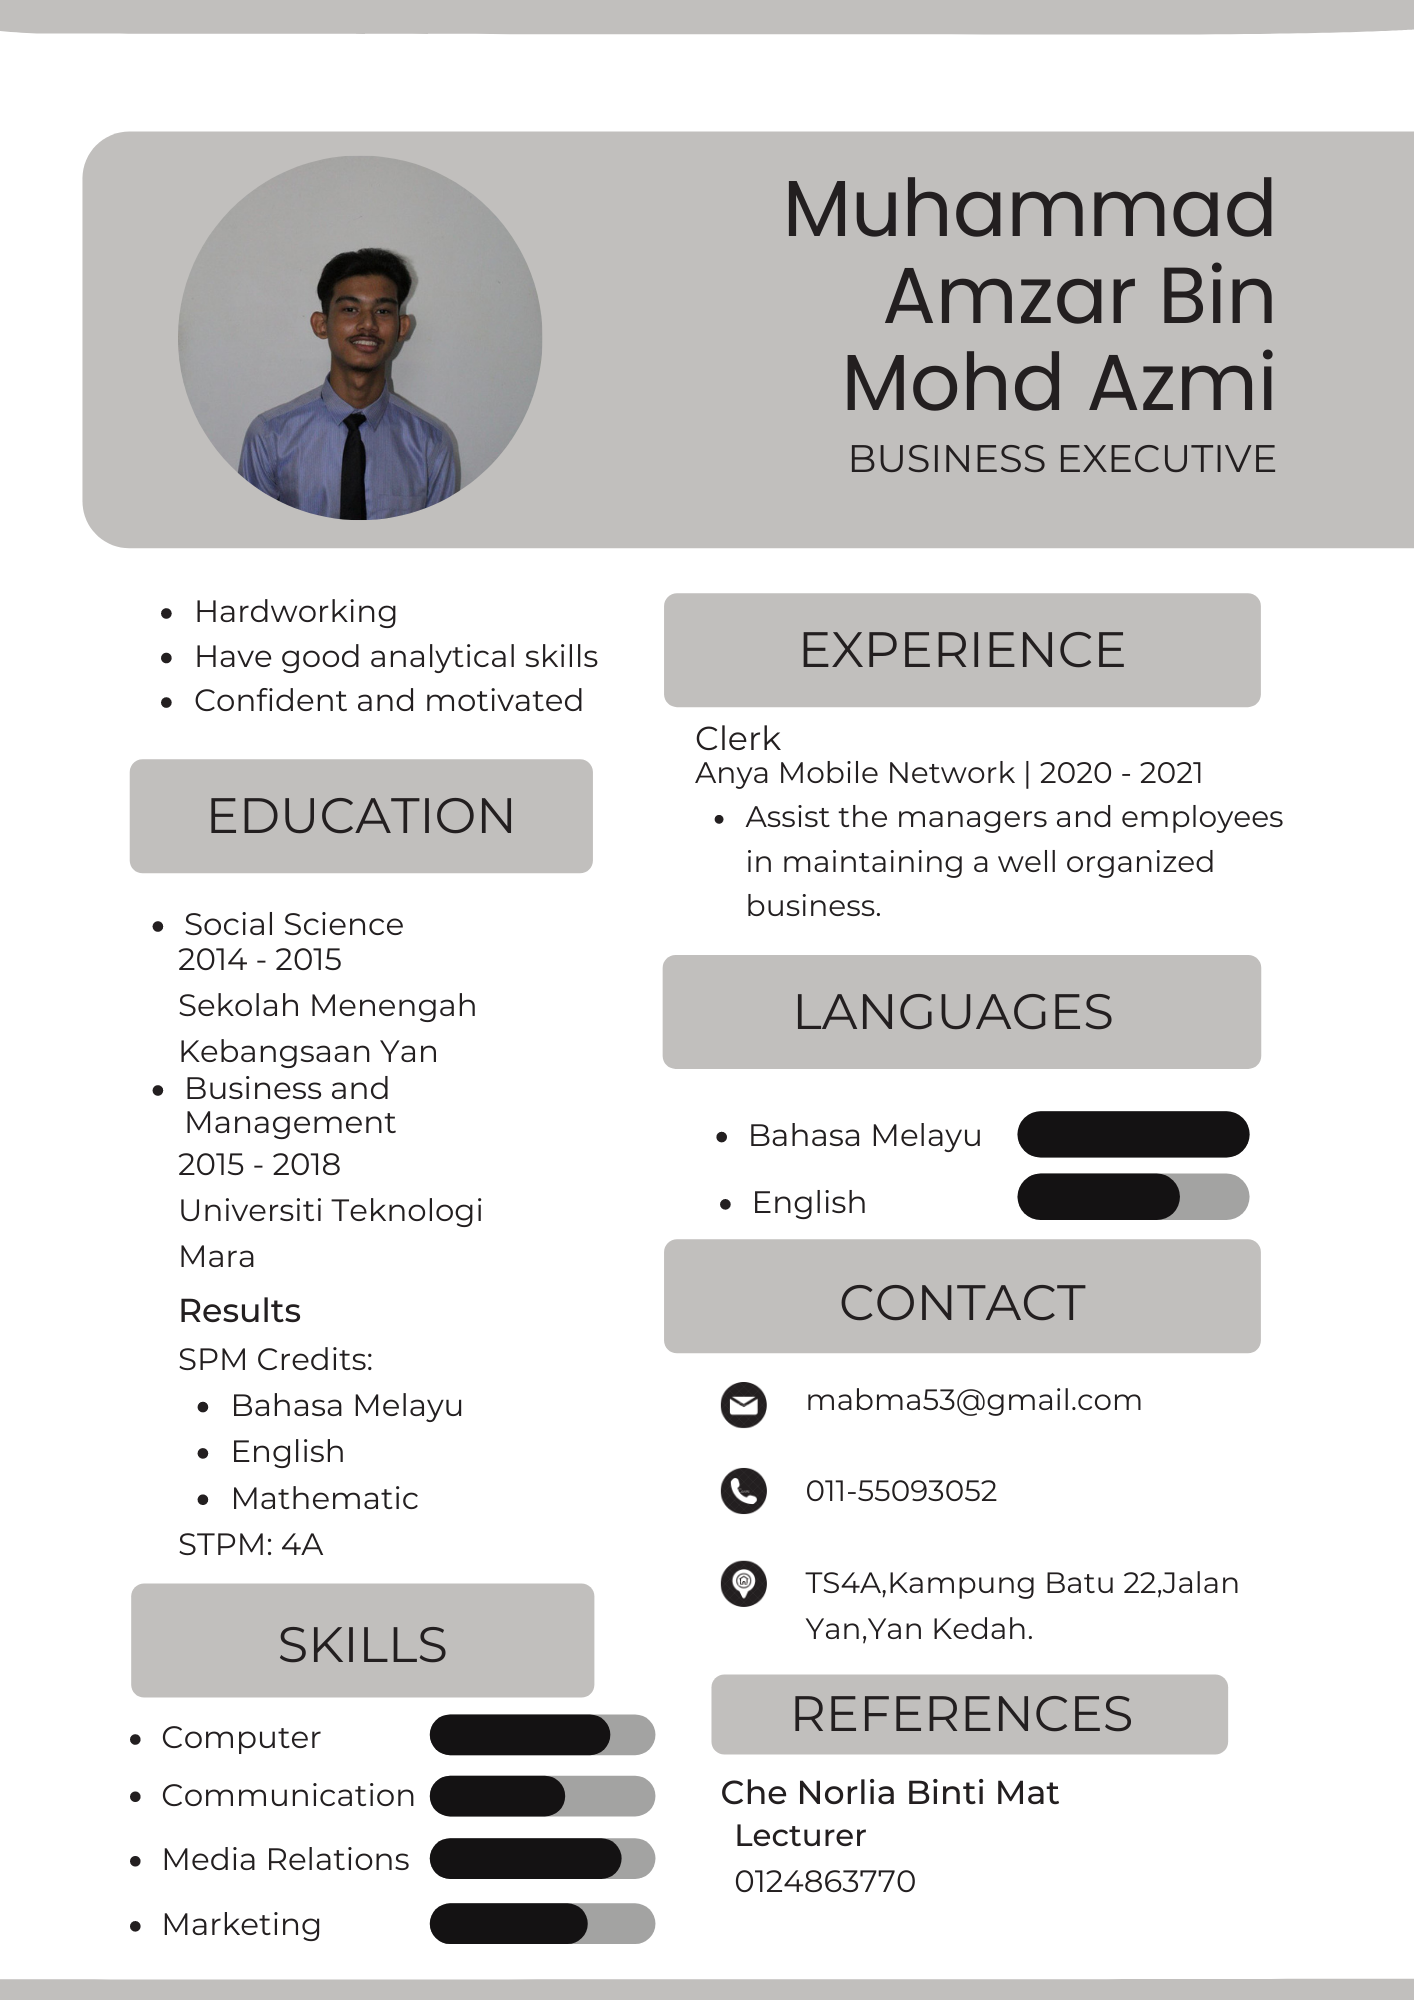 Muhammad
Amzar Bin
Mohd Azmi
BUSINESS EXECUTIVE
• Hardworking
• Have good analytical skills
• Confident and motivated
EDUCATION
• Social Science
2014 - 2015
Sekolah Menengah
Kebangsaan Yan
• Business and
Management
2015 - 2018
Universiti Teknologi
Mara
Results
SPM Credits:
• Bahasa Melayu
• English
• Mathematic
STPM: 4A
SKILLS
• Computer
• Communication
• Media Relations
• Marketing
EXPERIENCE
Clerk
Anya Mobile Network | 2020 - 2021
• Assist the managers and employees
in maintaining a well organized
business.
LANGUAGES
• Bahasa Melayu
• English
CONTACT
mabma53@gmail.com
011-55093052
TS4A,Kampung Batu 22,Jalan
Yan,Yan Kedah.
REFERENCES
Che Norlia Binti Mat
Lecturer
0124863770